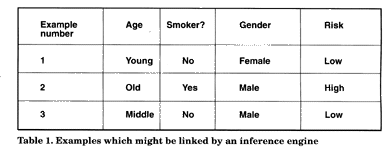 Example number Age Smoker? Gender Risk
1 Young No Female Low
2 Old Yes Male High
3 Middle No Male Low
Table 1. Examples which might be linked by an inference engine